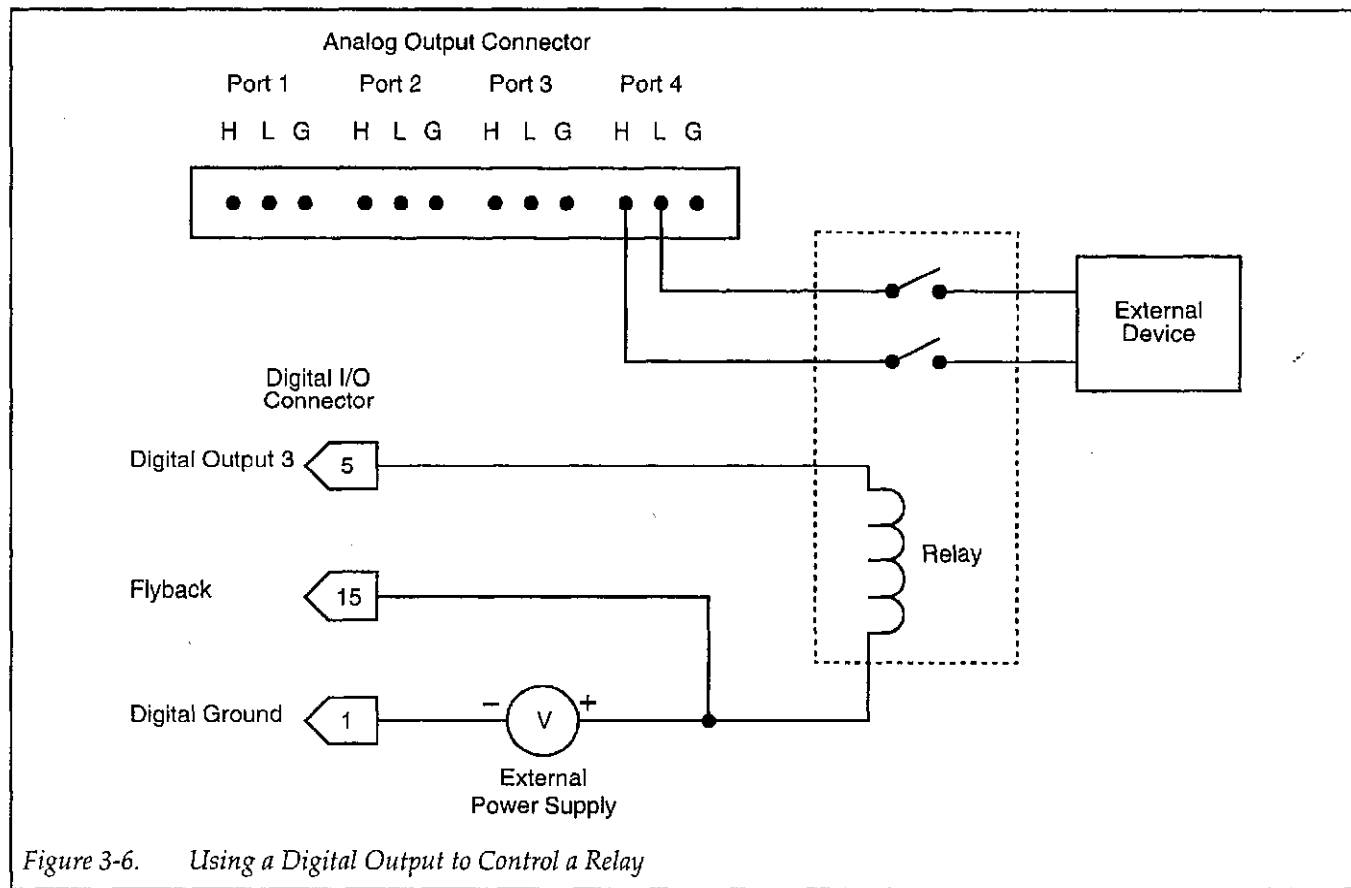 Analog Output Connector
Port 1 Port 2 Port 3 Port 4
H L G H L G H L G H L G
External
Device
Digital I/O
Connector
Digital Output 3 5
Relay
Flyback 15
Digital Ground 1 − V +
External
Power Supply
Figure 3-6. Using a Digital Output to Control a Relay